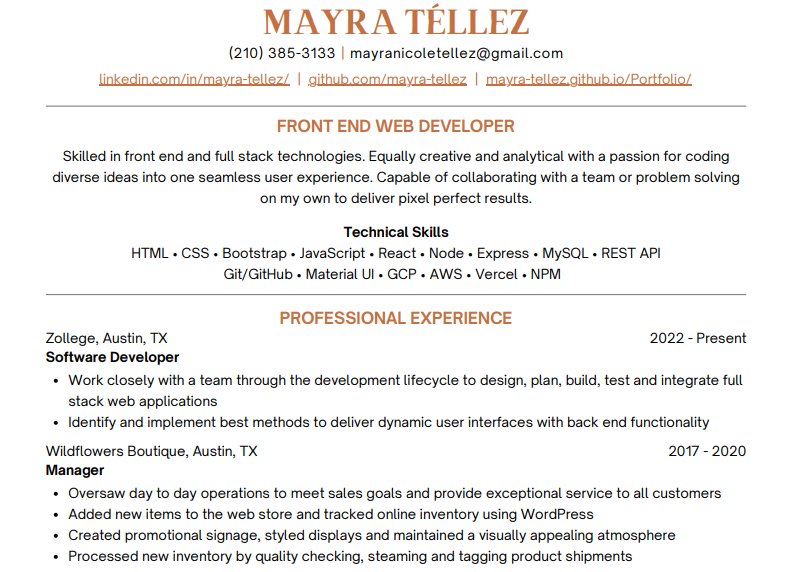 MAYRA TÉLLEZ
(210) 385-3133 | mayranicoletellez@gmail.com
linkedin.com/in/mayra-tellez/ | github.com/mayra-tellez | mayra-tellez.github.io/Portfolio/
FRONT END WEB DEVELOPER
Skilled in front end and full stack technologies. Equally creative and analytical with a passion for coding
diverse ideas into one seamless user experience. Capable of collaborating with a team or problem solving
on my own to deliver pixel perfect results.
Technical Skills
HTML • CSS • Bootstrap • JavaScript • React • Node • Express • MySQL • REST API
Git/GitHub • Material UI • GCP • AWS • Vercel • NPM
PROFESSIONAL EXPERIENCE
Zollege, Austin, TX 2022 - Present
Software Developer
• Work closely with a team through the development lifecycle to design, plan, build, test and integrate full
stack web applications
• Identify and implement best methods to deliver dynamic user interfaces with back end functionality
Wildflowers Boutique, Austin, TX 2017 - 2020
Manager
• Oversaw day to day operations to meet sales goals and provide exceptional service to all customers
• Added new items to the web store and tracked online inventory using WordPress
• Created promotional signage, styled displays and maintained a visually appealing atmosphere
• Processed new inventory by quality checking, steaming and tagging product shipments